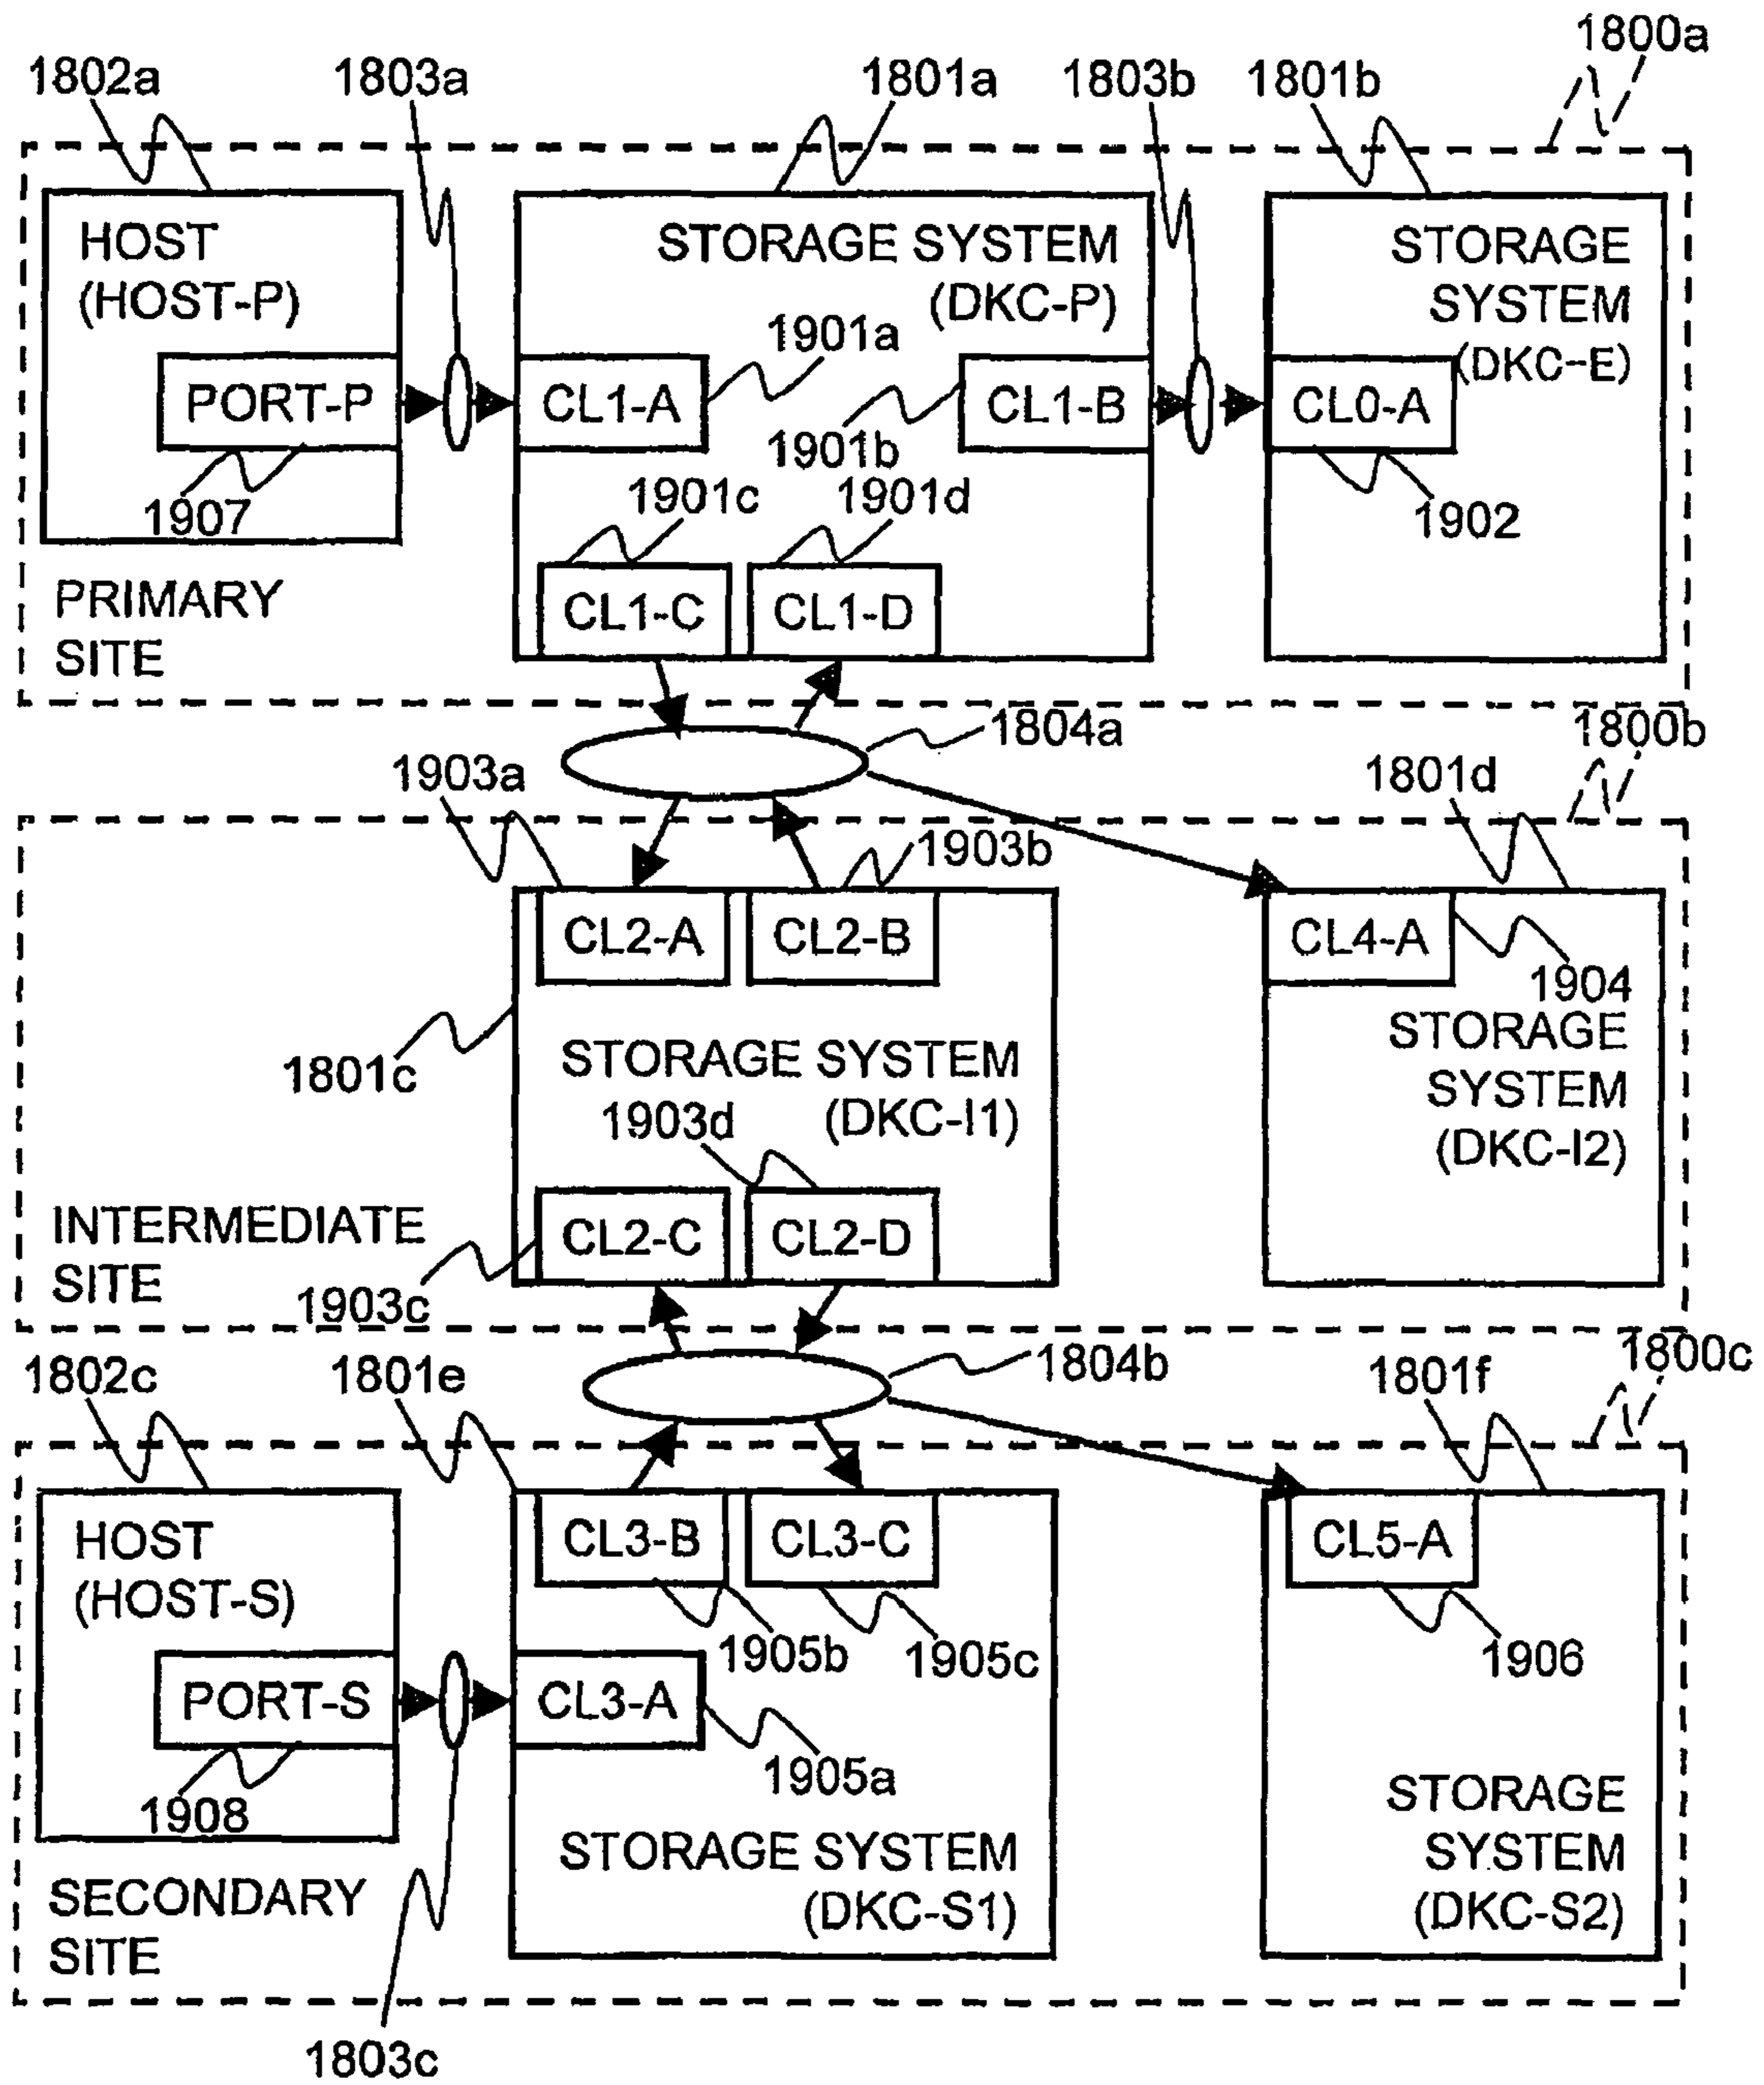 1800a
1802a
1803a
1801a
1803b
1801b
HOST
(HOST-P)
STORAGE SYSTEM
(DKC-P)
STORAGE
SYSTEM
(DKC-E)
1901a
PORT-P
CL1-A
CL1-B
CL0-A
1901b
1907
1901c
1901d
1902
CL1-C
CL1-D
PRIMARY
SITE
1804a
1800b
1903a
1801d
1903b
CL2-A
CL2-B
CL4-A
1904
1801c
STORAGE SYSTEM
(DKC-I1)
STORAGE
SYSTEM
(DKC-I2)
1903d
INTERMEDIATE
SITE
CL2-C
CL2-D
1903c
1804b
1800c
1802c
1801e
1801f
HOST
(HOST-S)
CL3-B
CL3-C
CL5-A
1905b
1905c
1906
PORT-S
CL3-A
1905a
1908
STORAGE SYSTEM
(DKC-S1)
STORAGE
SYSTEM
(DKC-S2)
SECONDARY
SITE
1803c